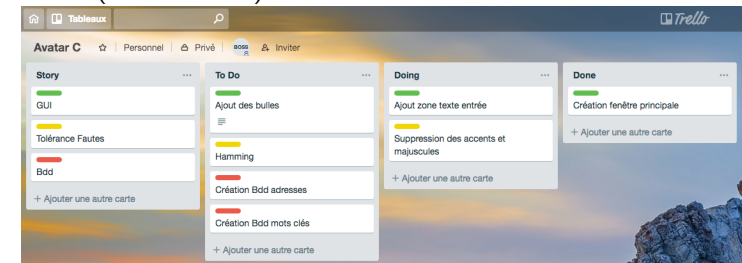 Tableaux
Trello
Avatar C
Personnel
Privé
BOSS
Inviter
Story
GUI
Tolérance Fautes
Bdd
+ Ajouter une autre carte
To Do
Ajout des bulles
Hamming
Création Bdd adresses
Création Bdd mots clés
+ Ajouter une autre carte
Doing
Ajout zone texte entrée
Suppression des accents et
majuscules
+ Ajouter une autre carte
Done
Création fenêtre principale
+ Ajouter une autre carte